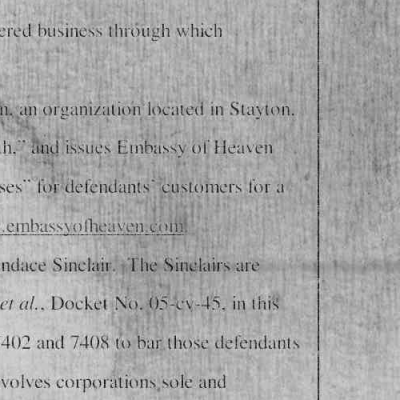 ered business through which
n, an organization located in Stayton,
h," and issues Embassy of Heaven
ses" for defendants' customers for a
.embassyofheaven.com
ndace Sinclair. The Sinclairs are
et al., Docket No. 05-cv-45, in this
7402 and 7408 to bar those defendants
volves corporations sole and